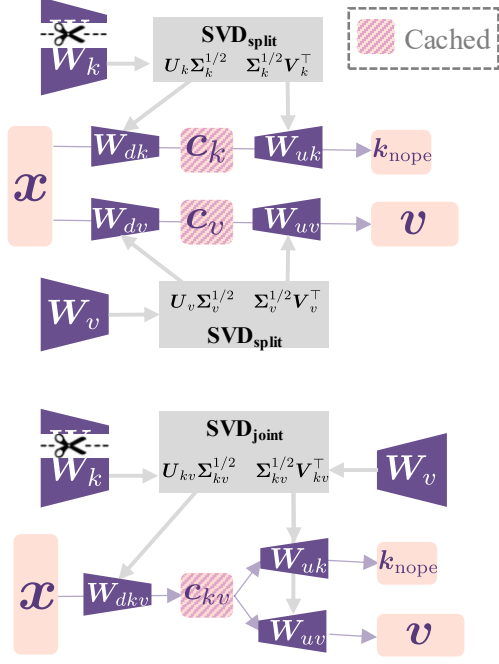 Cached
SVD_split
U_k Σ_k^{1/2} Σ_k^{1/2} V_k^⊤
W_k
x
W_dk
c_k
W_uk
k_nope
W_dv
c_v
W_uv
v
U_v Σ_v^{1/2} Σ_v^{1/2} V_v^⊤
SVD_split
W_v
SVD_joint
U_kv Σ_kv^{1/2} Σ_kv^{1/2} V_kv^⊤
W_k
W_v
x
W_dkv
c_kv
W_uk
k_nope
W_uv
v